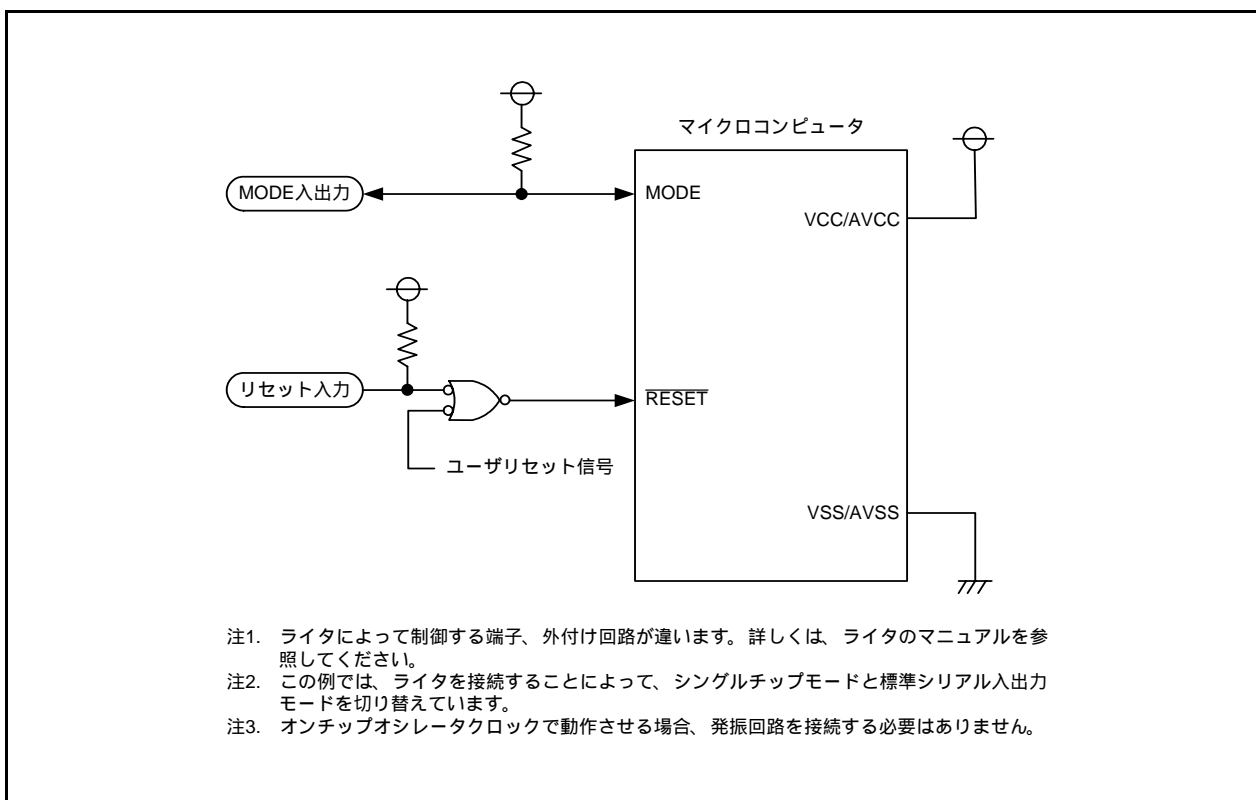 マイクロコンピュータ
MODE入出力
MODE
VCC/AVCC
リセット入力
RESET
ユーザリセット信号
VSS/AVSS
注1. ライタによって制御する端子、外付け回路が違います。詳しくは、ライタのマニュアルを参
照してください。
注2. この例では、ライタを接続することによって、シングルチップモードと標準シリアル入出力
モードを切り替えています。
注3. オンチップオシレータクロックで動作させる場合、発振回路を接続する必要はありません。